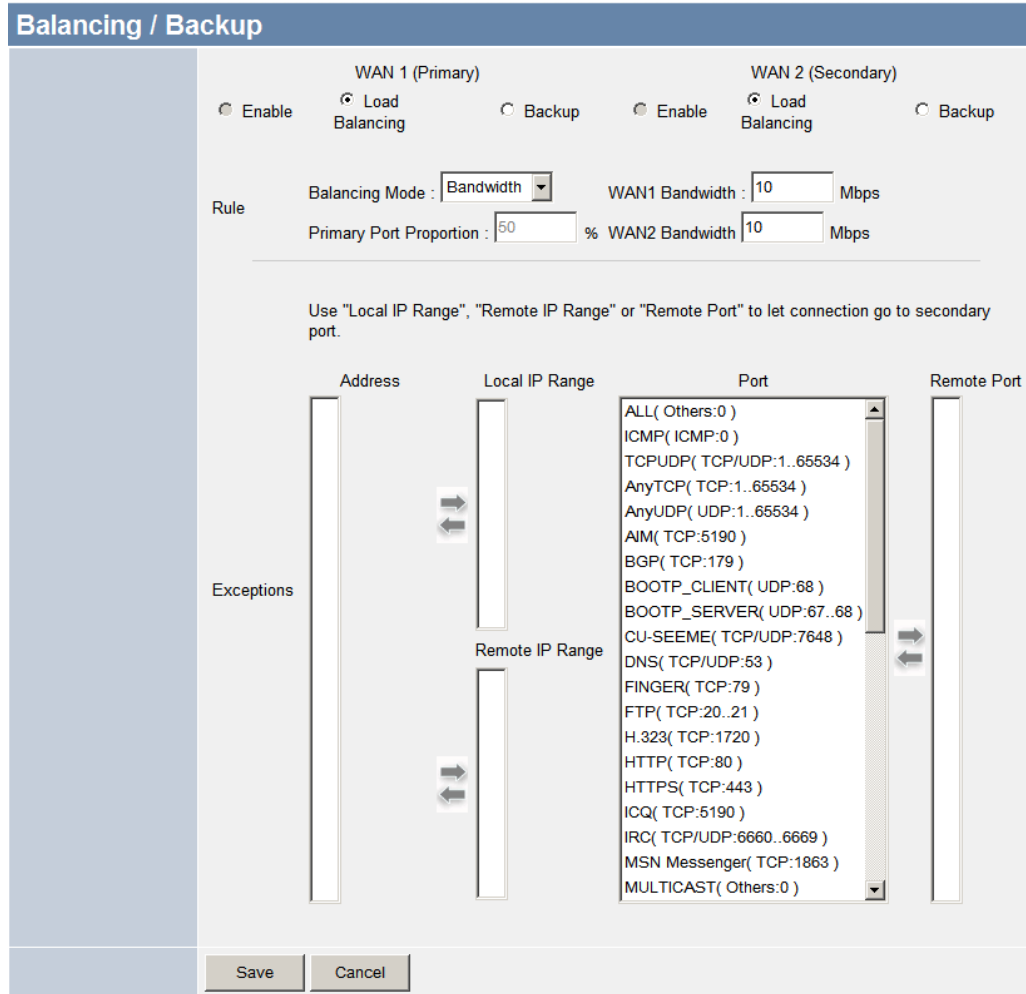 Balancing / Backup
WAN 1 (Primary)
WAN 2 (Secondary)
Enable
Load
Balancing
Backup
Enable
Load
Balancing
Backup
Rule
Balancing Mode : Bandwidth
WAN1 Bandwidth : 10 Mbps
Primary Port Proportion : 50 %
WAN2 Bandwidth 10 Mbps
Use "Local IP Range", "Remote IP Range" or "Remote Port" to let connection go to secondary
port.
Exceptions
Address
Local IP Range
Port
Remote Port
Remote IP Range
ALL( Others:0 )
ICMP( ICMP:0 )
TCPUDP( TCP/UDP:1..65534 )
AnyTCP( TCP:1..65534 )
AnyUDP( UDP:1..65534 )
AIM( TCP:5190 )
BGP( TCP:179 )
BOOTP_CLIENT( UDP:68 )
BOOTP_SERVER( UDP:67..68 )
CU-SEEME( TCP/UDP:7648 )
DNS( TCP/UDP:53 )
FINGER( TCP:79 )
FTP( TCP:20..21 )
H.323( TCP:1720 )
HTTP( TCP:80 )
HTTPS( TCP:443 )
ICQ( TCP:5190 )
IRC( TCP/UDP:6660..6669 )
MSN Messenger( TCP:1863 )
MULTICAST( Others:0 )
Save
Cancel